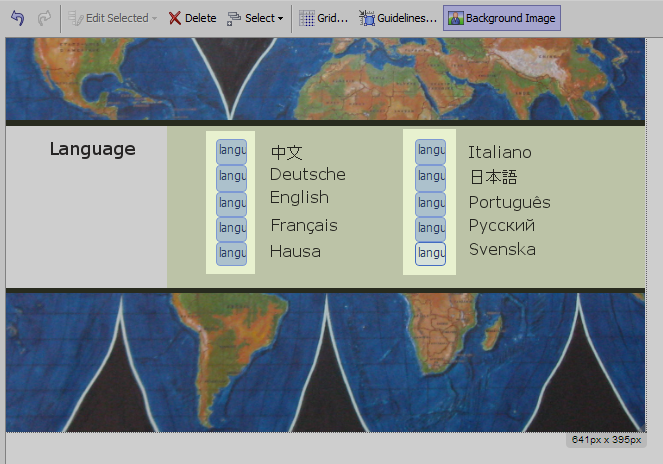 Edit Selected Delete Select Grid... Guidelines... Background Image
Language
langu 中文
langu Deutsche
langu English
langu Français
langu Hausa
langu Italiano
langu 日本語
langu Português
langu Русский
langu Svenska
641px x 395px